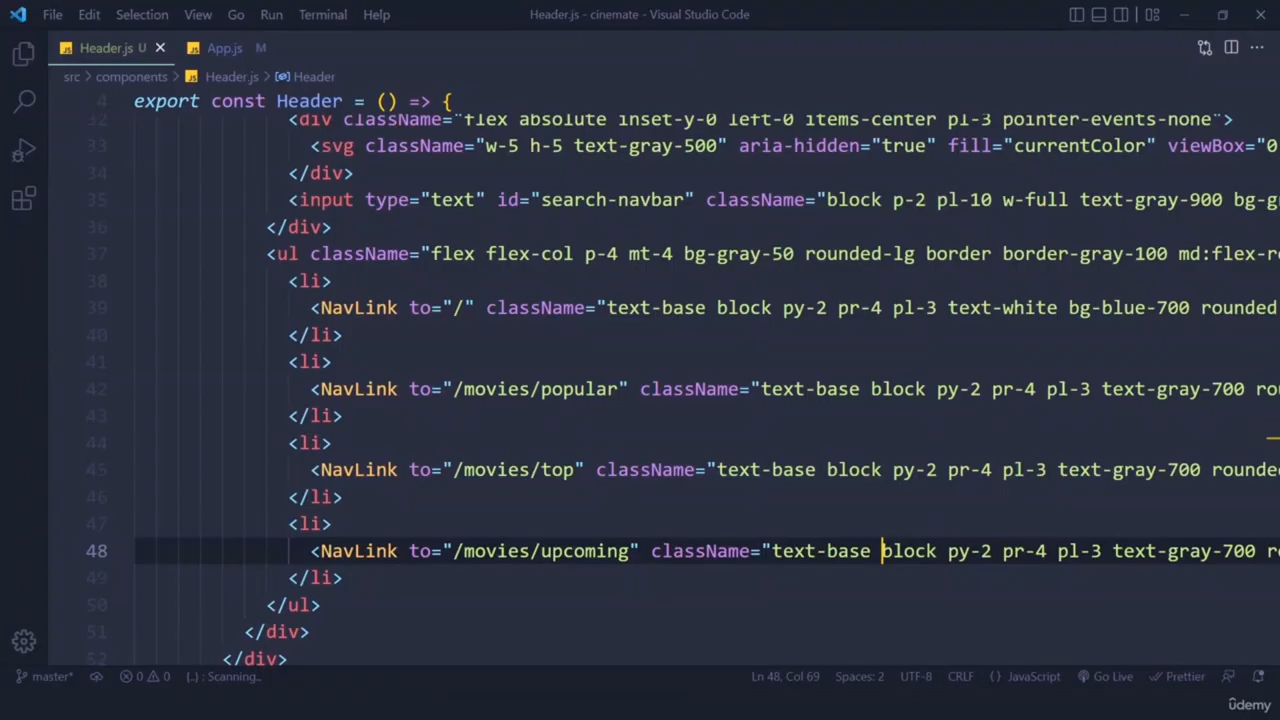 File Edit Selection View Go Run Terminal Help Header.js - cinemate - Visual Studio Code
JS Header.js U JS App.js M
src > components > JS Header.js > Header
4 export const Header = () => {
32 <div className="flex absolute inset-y-0 left-0 items-center pl-3 pointer-events-none">
33 <svg className="w-5 h-5 text-gray-500" aria-hidden="true" fill="currentColor" viewBox="0
34 </div>
35 <input type="text" id="search-navbar" className="block p-2 pl-10 w-full text-gray-900 bg-g
36 </div>
37 <ul className="flex flex-col p-4 mt-4 bg-gray-50 rounded-lg border border-gray-100 md:flex-r
38 <li>
39 <NavLink to="/" className="text-base block py-2 pr-4 pl-3 text-white bg-blue-700 rounded
40 </li>
41 <li>
42 <NavLink to="/movies/popular" className="text-base block py-2 pr-4 pl-3 text-gray-700 rou
43 </li>
44 <li>
45 <NavLink to="/movies/top" className="text-base block py-2 pr-4 pl-3 text-gray-700 rounde
46 </li>
47 <li>
48 <NavLink to="/movies/upcoming" className="text-base block py-2 pr-4 pl-3 text-gray-700 ro
49 </li>
50 </ul>
51 </div>
52 </div>
master* 0 0 {..} : Scanning.. Ln 48, Col 69 Spaces: 2 UTF-8 CRLF {} JavaScript Go Live Prettier
ûdemy